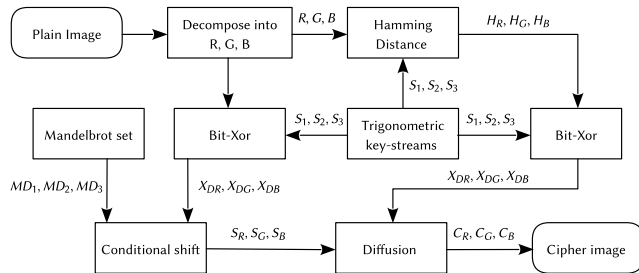 Plain Image
Decompose into
R, G, B
R, G, B
Hamming
Distance
H_R, H_G, H_B
S_1, S_2, S_3
Mandelbrot set
Bit-Xor
S_1, S_2, S_3
Trigonometric
key-streams
S_1, S_2, S_3
Bit-Xor
MD_1, MD_2, MD_3
X_DR, X_DG, X_DB
X_DR, X_DG, X_DB
Conditional shift
S_R, S_G, S_B
Diffusion
C_R, C_G, C_B
Cipher image